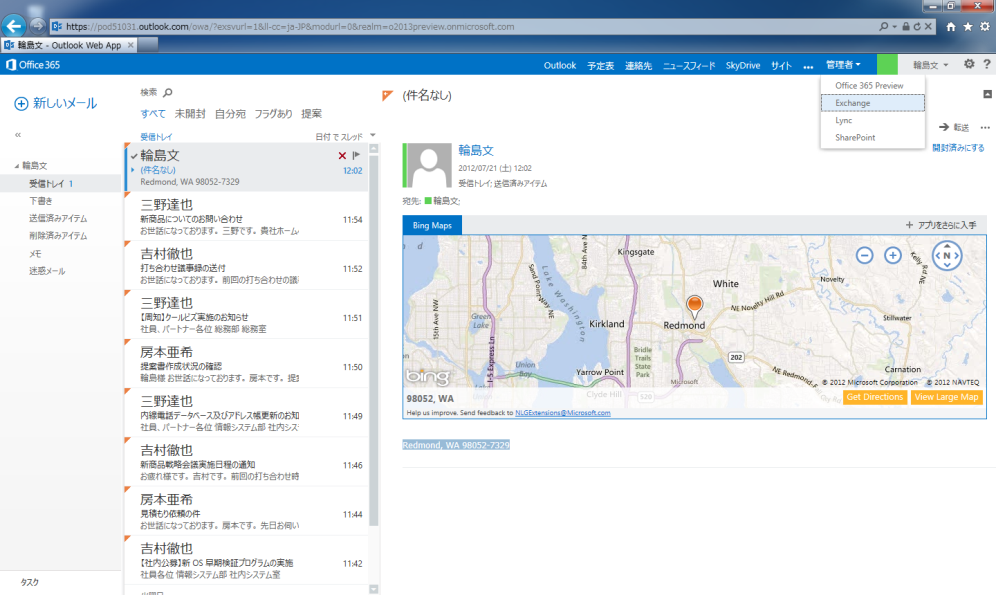 https://pod51031.outlook.com/owa/?exsvurl=1&ll-cc=ja-JP&modurl=0&realm=o2013preview.onmicrosoft.com
輪島文 - Outlook Web App
Office 365
Outlook 予定表 連絡先 ニュースフィード SkyDrive サイト ... 管理者 輪島文 ?
Office 365 Preview
Exchange
Lync
SharePoint
新しいメール
«
輪島文
受信トレイ 1
下書き
送信済みアイテム
削除済みアイテム
メモ
迷惑メール
タスク
検索
すべて 未開封 自分宛 フラグあり 提案
受信トレイ 日付 で スレッド
輪島文
(件名なし) 12:02
Redmond, WA 98052-7329
三野達也
新商品についてのお問い合わせ 11:54
お世話になっております。三野です。貴社ホーム
吉村徹也
打ち合わせ議事録の送付 11:52
お世話になっております。前回の打ち合わせの議
三野達也
【周知】クールビズ実施のお知らせ 11:51
社員、パートナー各位 総務部 総務室
房本亜希
提案書作成状況の確認 11:50
輪島様 お世話になっております。房本です。提
三野達也
内線電話データベース及びアドレス帳更新のお知 11:49
社員、パートナー各位 情報システム部 社内シス
吉村徹也
新商品戦略会議実施日程の通知 11:46
お疲れ様です。吉村です。前回の打ち合わせ時
房本亜希
見積もり依頼の件 11:44
お世話になっております。房本です。先日お伺い
吉村徹也
【社内公募】新 OS 早期検証プログラムの実施 11:42
社員各位 情報システム部 社内システム室
(件名なし)
転送 ...
開封済みにする
輪島文
2012/07/21 (土) 12:02
受信トレイ; 送信済みアイテム
宛先: 輪島文;
Bing Maps
+ アプリをさらに入手
Kingsgate
84th Ave N
Lake Washington
Sand Point Way NE
15th Ave NW
Green Lake
I-5 Express Ln
Kirkland
Redmond
White
NE Novelty Hill Rd
Novelty
Kelly Rd NE
N
Stillwater
Bridle Trails State Park
202
Union Bay
Yarrow Point
Microsoft
NE Redmond-F
Carnation
bing
© 2012 Microsoft Corporation © 2012 NAVTEQ
Clyde Hill
520
98052, WA
Get Directions
View Large Map
Help us improve. Send feedback to NLGExtensions@Microsoft.com
Redmond, WA 98052-7329